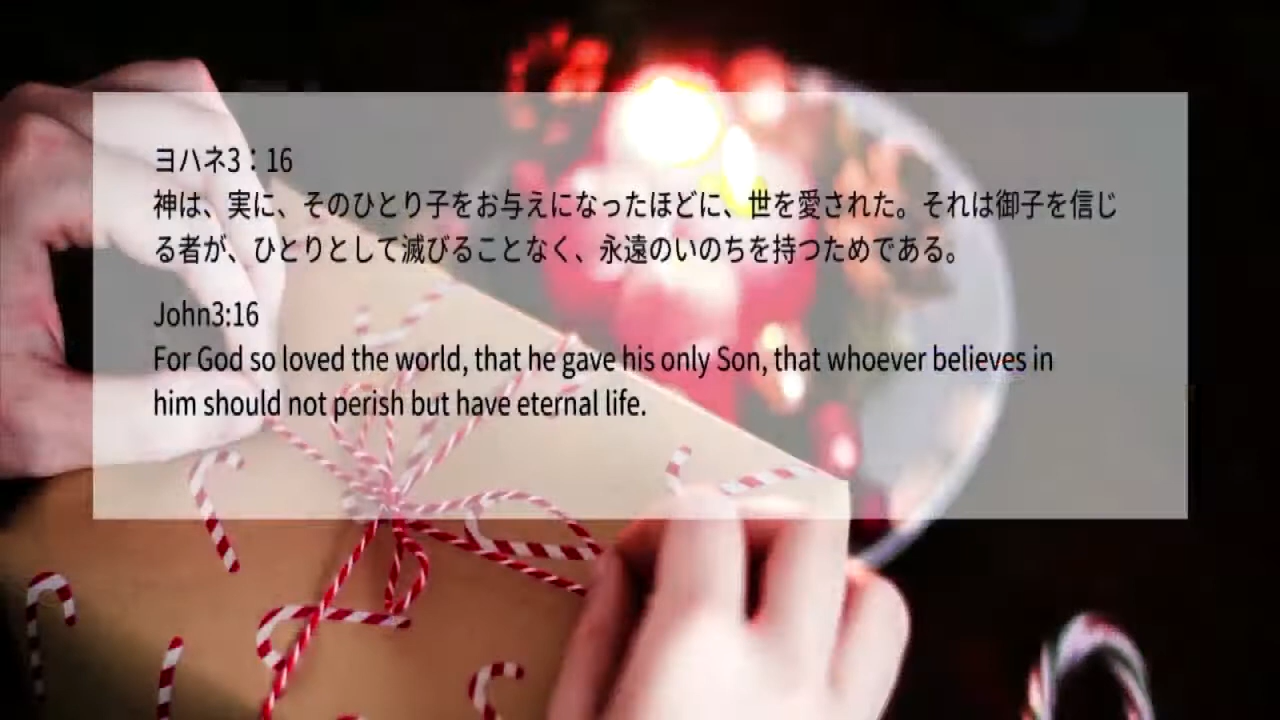 ヨハネ3：16
神は、実に、そのひとり子をお与えになったほどに、世を愛された。それは御子を信じ
る者が、ひとりとして滅びることなく、永遠のいのちを持つためである。
John3:16
For God so loved the world, that he gave his only Son, that whoever believes in
him should not perish but have eternal life.